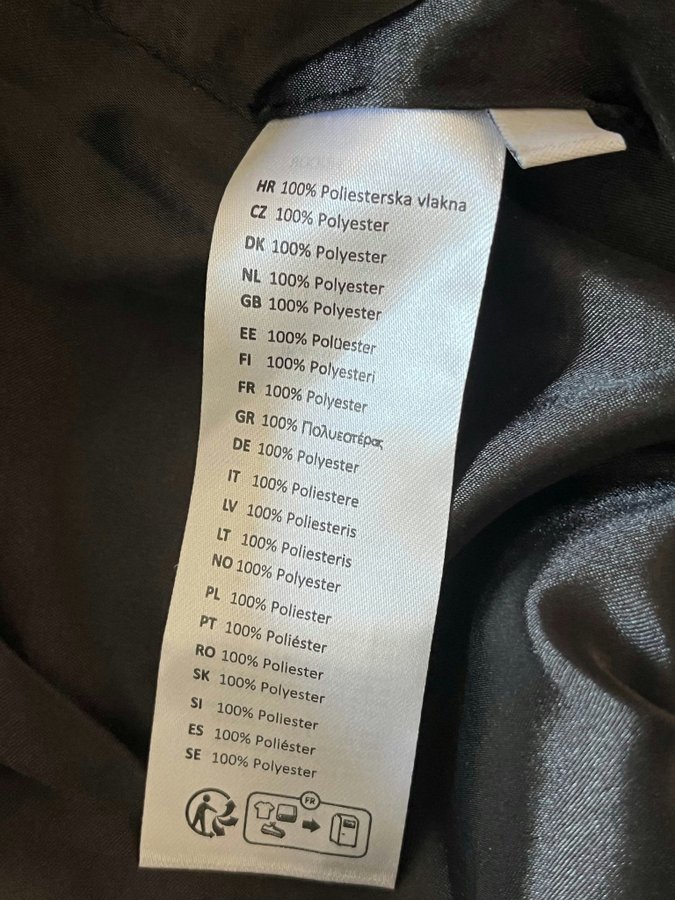 HR 100% Poliesterska vlakna
CZ 100% Polyester
DK 100% Polyester
NL 100% Polyester
GB 100% Polyester
EE 100% Polüester
FI 100% Polyesteri
FR 100% Polyester
GR 100% Πολυεστέρας
DE 100% Polyester
IT 100% Poliestere
LV 100% Poliesteris
LT 100% Poliesteris
NO 100% Polyester
PL 100% Poliester
PT 100% Poliéster
RO 100% Poliester
SK 100% Polyester
SI 100% Poliester
ES 100% Poliéster
SE 100% Polyester
FR